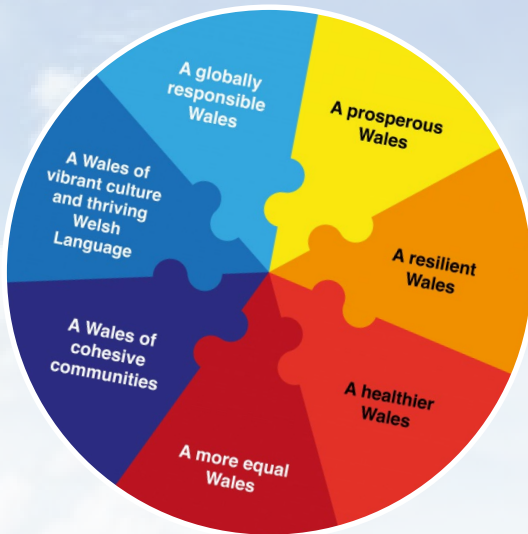 A globally
responsible
Wales
A prosperous
Wales
A resilient
Wales
A healthier
Wales
A more equal
Wales
A Wales of
cohesive
communities
A Wales of
vibrant culture
and thriving
Welsh
Language